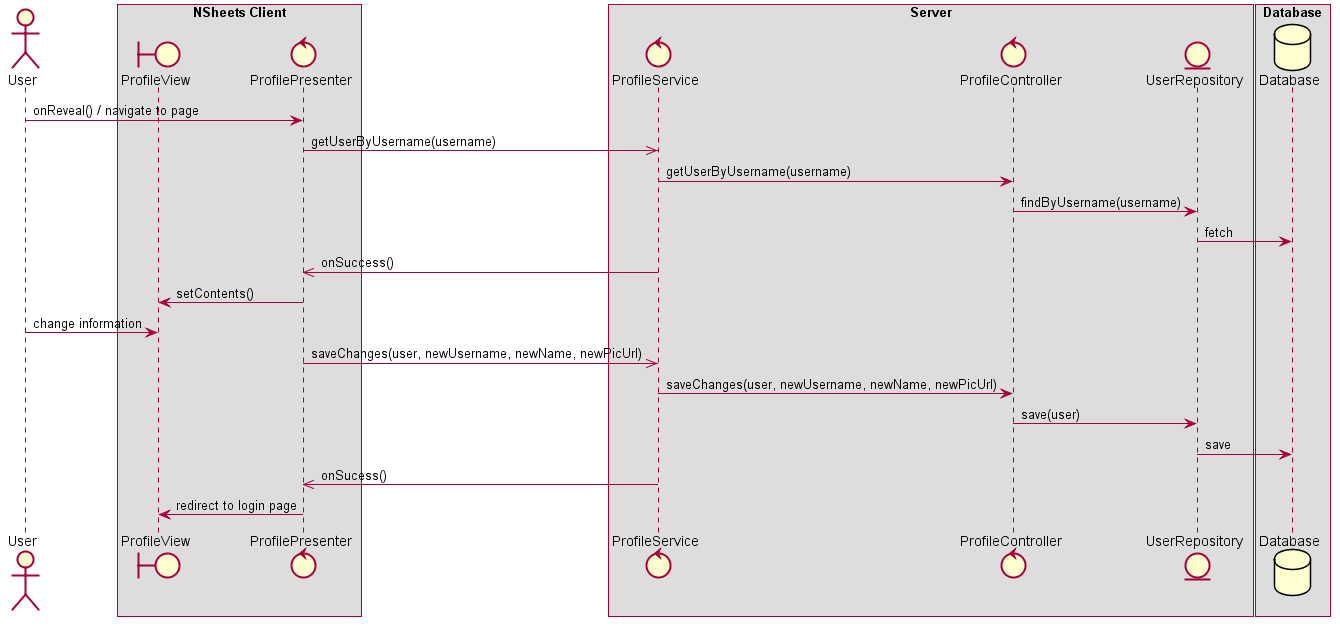 NSheets Client
Server
Database
User
ProfileView
ProfilePresenter
ProfileService
ProfileController
UserRepository
Database
onReveal() / navigate to page
getUserByUsername(username)
getUserByUsername(username)
findByUsername(username)
fetch
onSuccess()
setContents()
change information
saveChanges(user, newUsername, newName, newPicUrl)
saveChanges(user, newUsername, newName, newPicUrl)
save(user)
save
onSucess()
redirect to login page
User
ProfileView
ProfilePresenter
ProfileService
ProfileController
UserRepository
Database